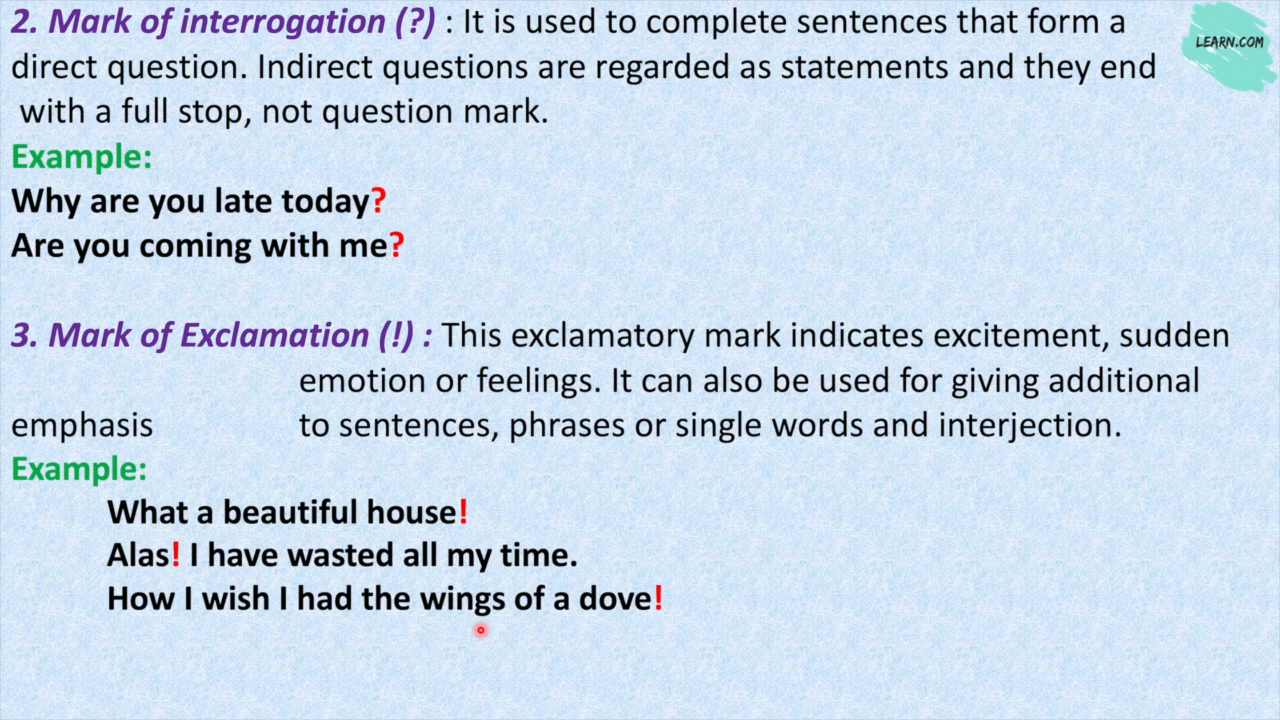 2. Mark of interrogation (?) : It is used to complete sentences that form a
direct question. Indirect questions are regarded as statements and they end
with a full stop, not question mark.
Example:
Why are you late today?
Are you coming with me?
3. Mark of Exclamation (!) : This exclamatory mark indicates excitement, sudden
emotion or feelings. It can also be used for giving additional
emphasis to sentences, phrases or single words and interjection.
Example:
What a beautiful house!
Alas! I have wasted all my time.
How I wish I had the wings of a dove!
LEARN.COM